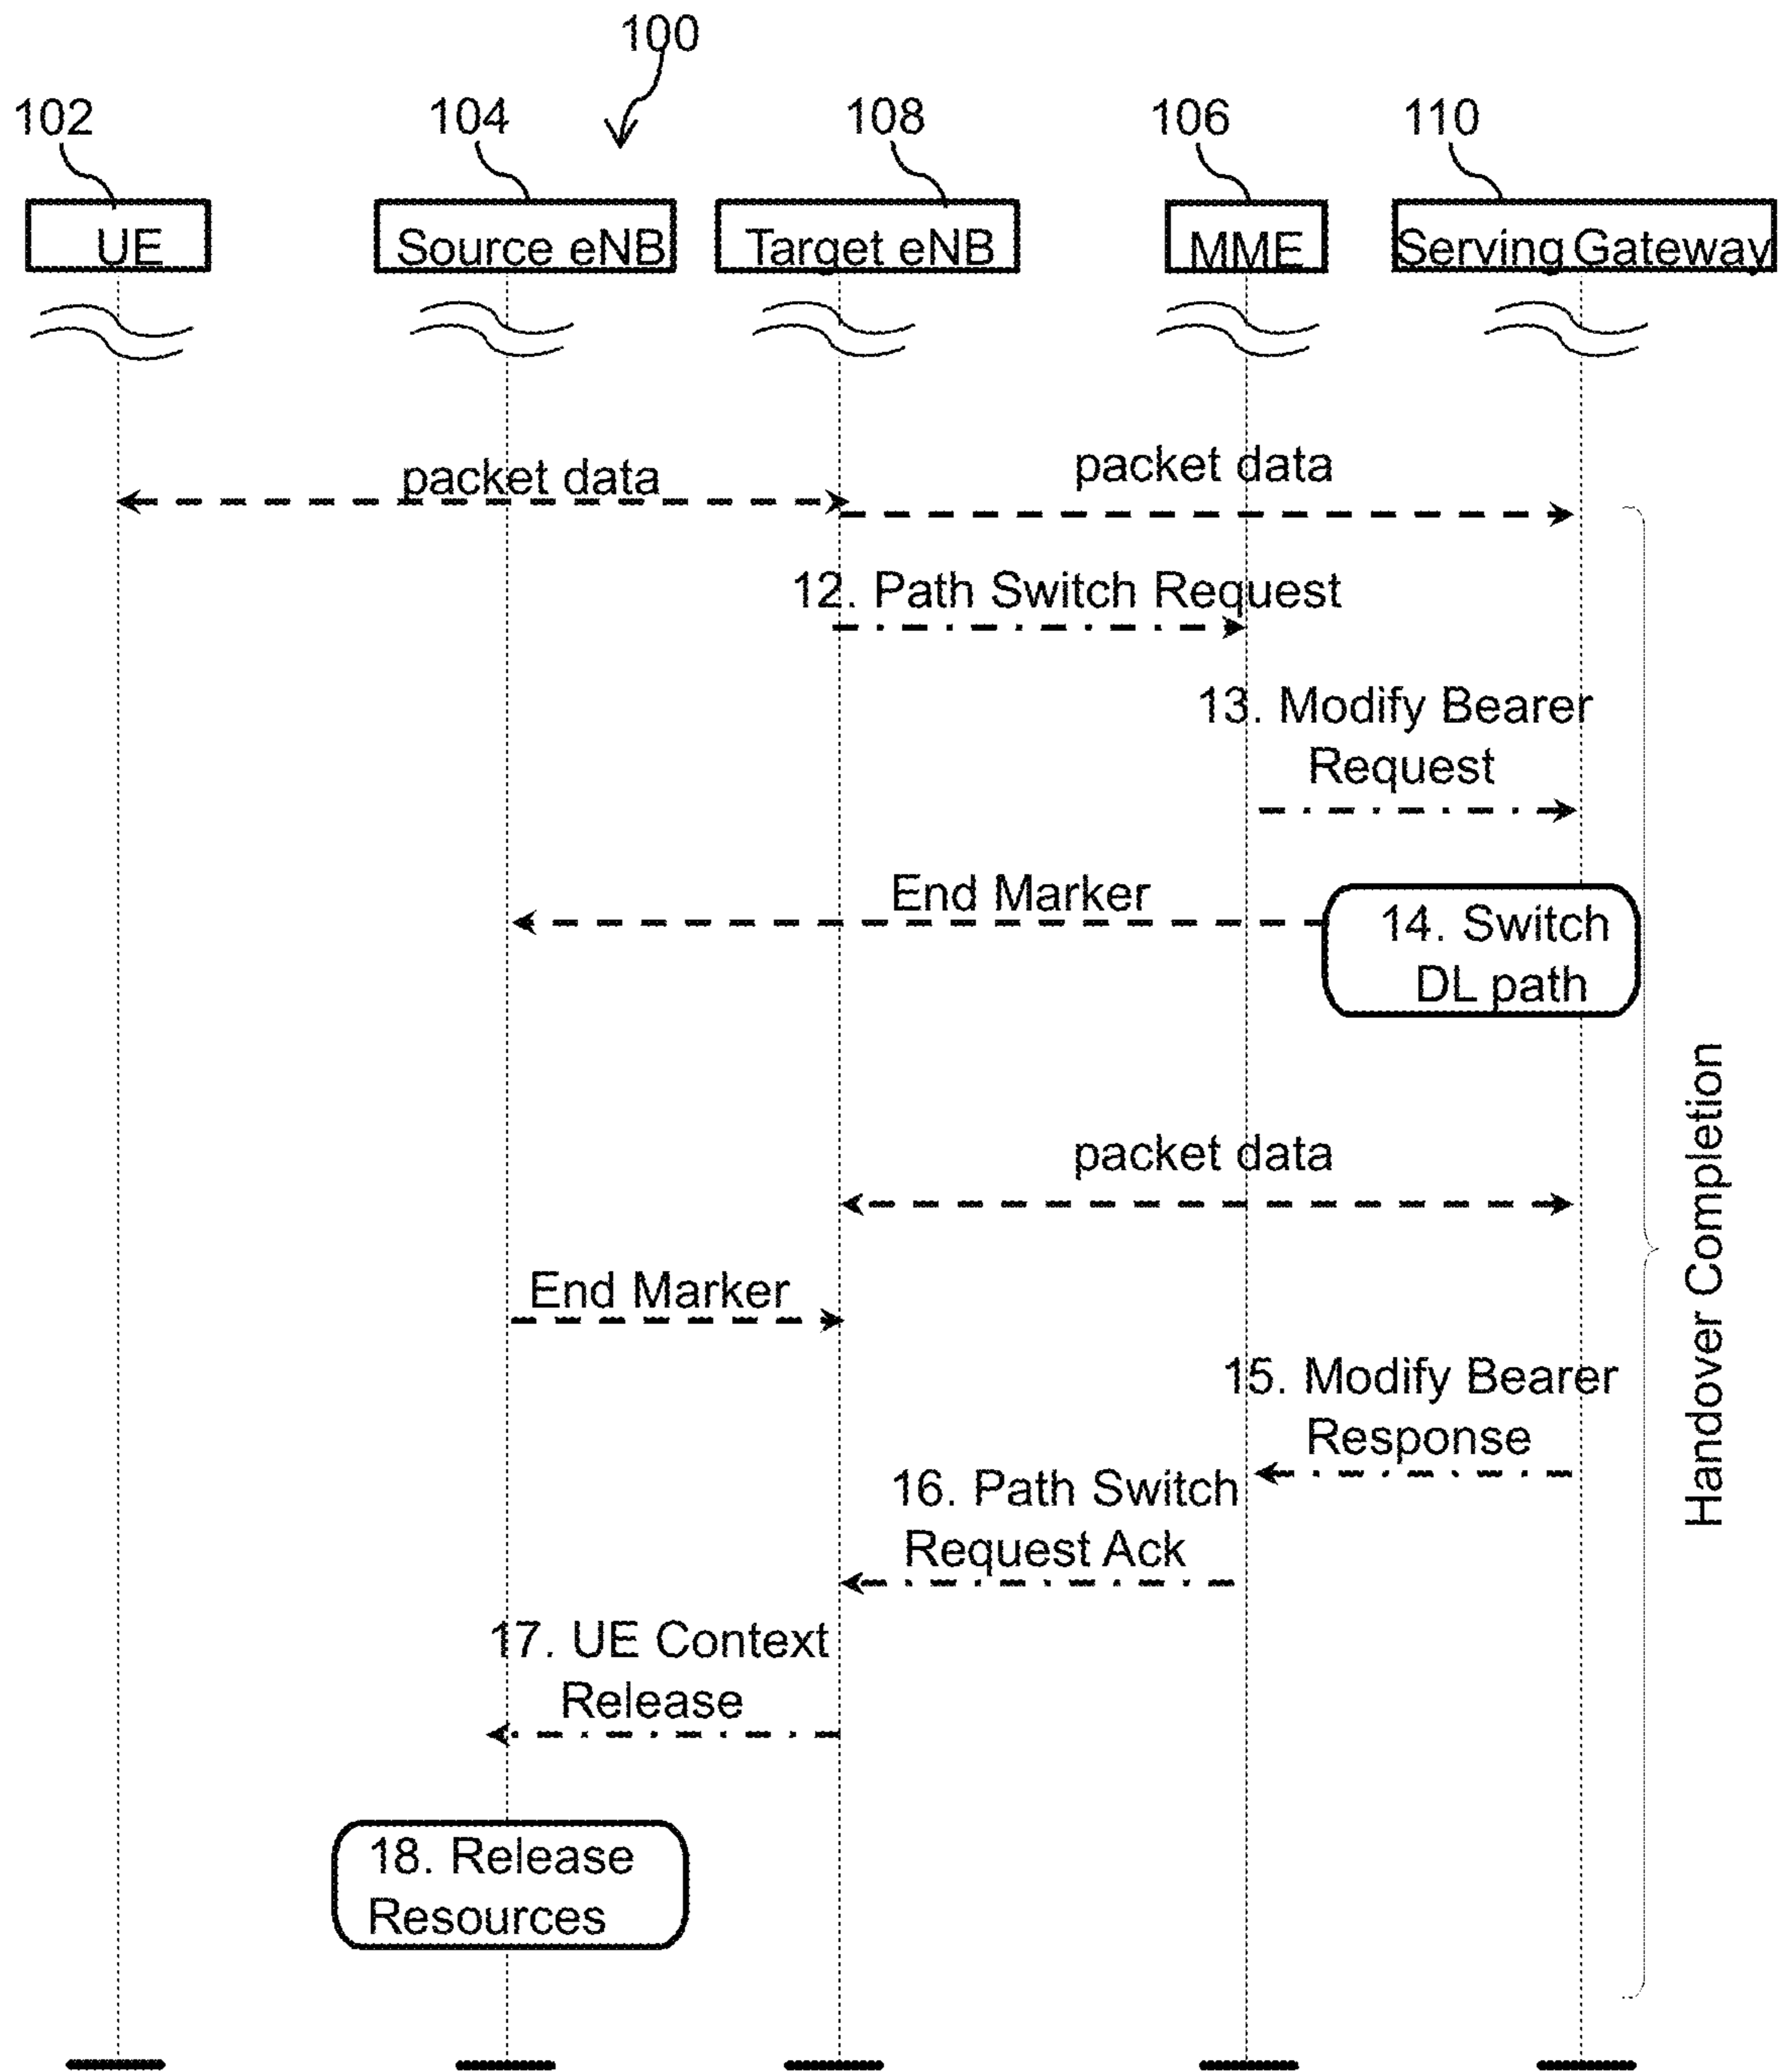 100
102
104
108
106
110
UE
Source eNB
Target eNB
MME
Serving Gateway
packet data
packet data
12. Path Switch Request
13. Modify Bearer
Request
End Marker
14. Switch
DL path
packet data
End Marker
15. Modify Bearer
Response
16. Path Switch
Request Ack
17. UE Context
Release
18. Release
Resources
Handover Completion